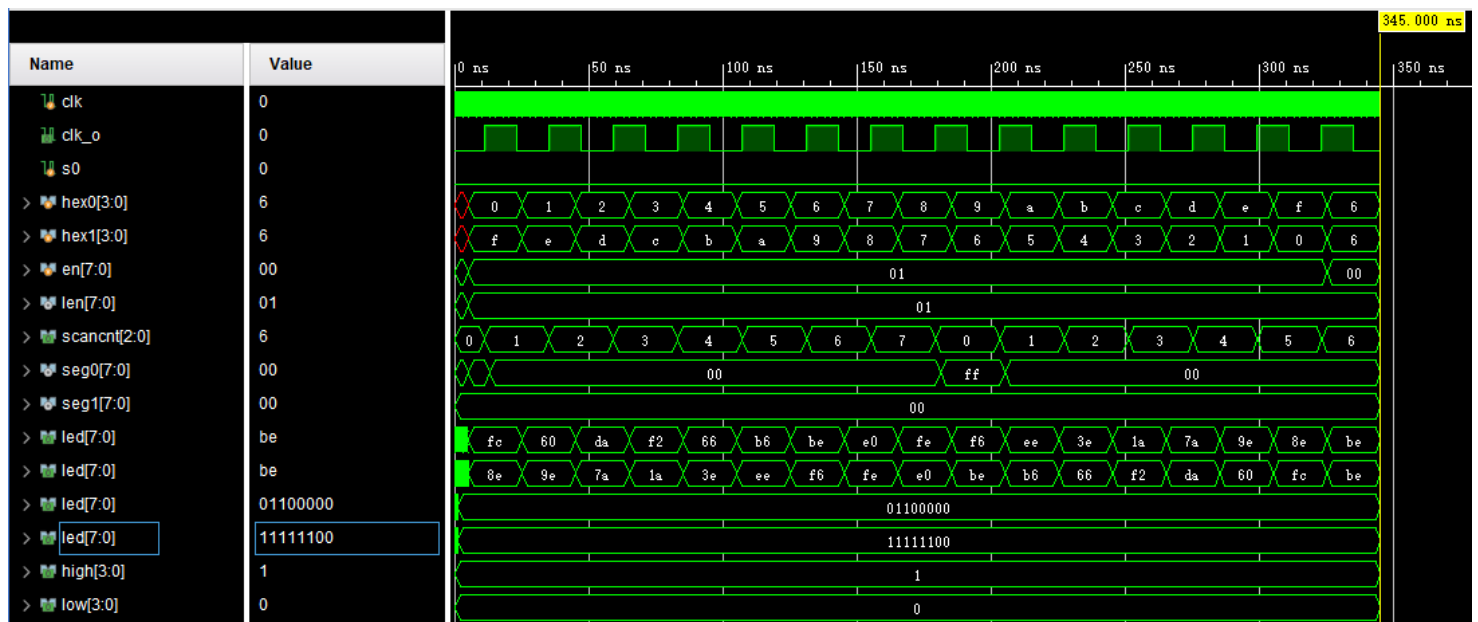 345.000 ns
Name Value 0 ns 50 ns 100 ns 150 ns 200 ns 250 ns 300 ns 350 ns
clk 0
clk_o 0
s0 0
hex0[3:0] 6 0 1 2 3 4 5 6 7 8 9 a b c d e f 6
hex1[3:0] 6 f e d c b a 9 8 7 6 5 4 3 2 1 0 6
en[7:0] 00 01 00
len[7:0] 01 01
scancnt[2:0] 6 0 1 2 3 4 5 6 7 0 1 2 3 4 5 6
seg0[7:0] 00 00 ff 00
seg1[7:0] 00 00
led[7:0] be fc 60 da f2 66 b6 be e0 fe f6 ee 3e 1a 7a 9e 8e be
led[7:0] be 8e 9e 7a 1a 3e ee f6 fe e0 be b6 66 f2 da 60 fc be
led[7:0] 01100000 01100000
led[7:0] 11111100 11111100
high[3:0] 1 1
low[3:0] 0 0